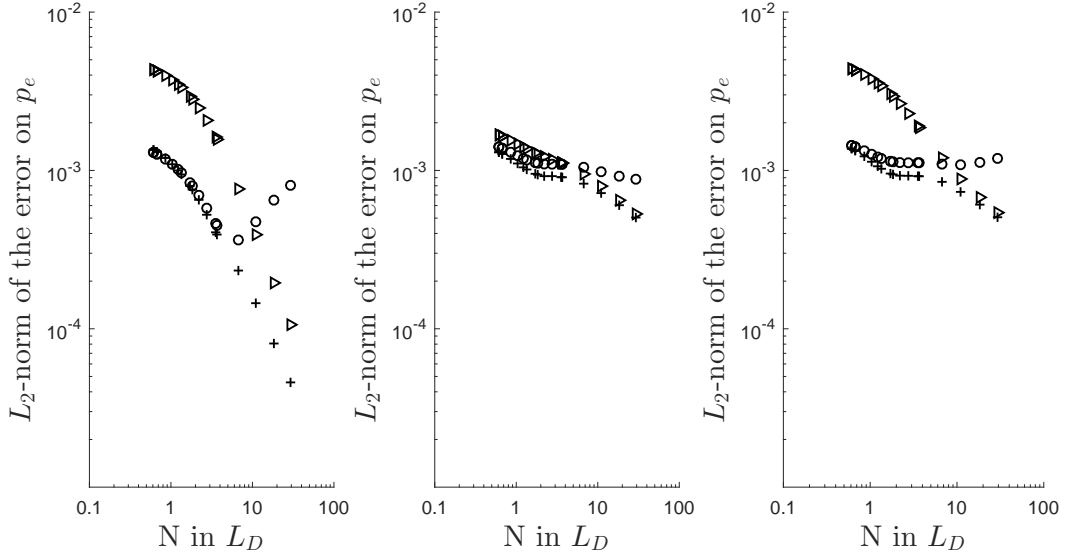 10^{-2}
10^{-3}
10^{-4}
L_2-norm of the error on p_e
0.1 1 10 100
N in L_D
10^{-2}
10^{-3}
10^{-4}
L_2-norm of the error on p_e
0.1 1 10 100
N in L_D
10^{-2}
10^{-3}
10^{-4}
L_2-norm of the error on p_e
0.1 1 10 100
N in L_D